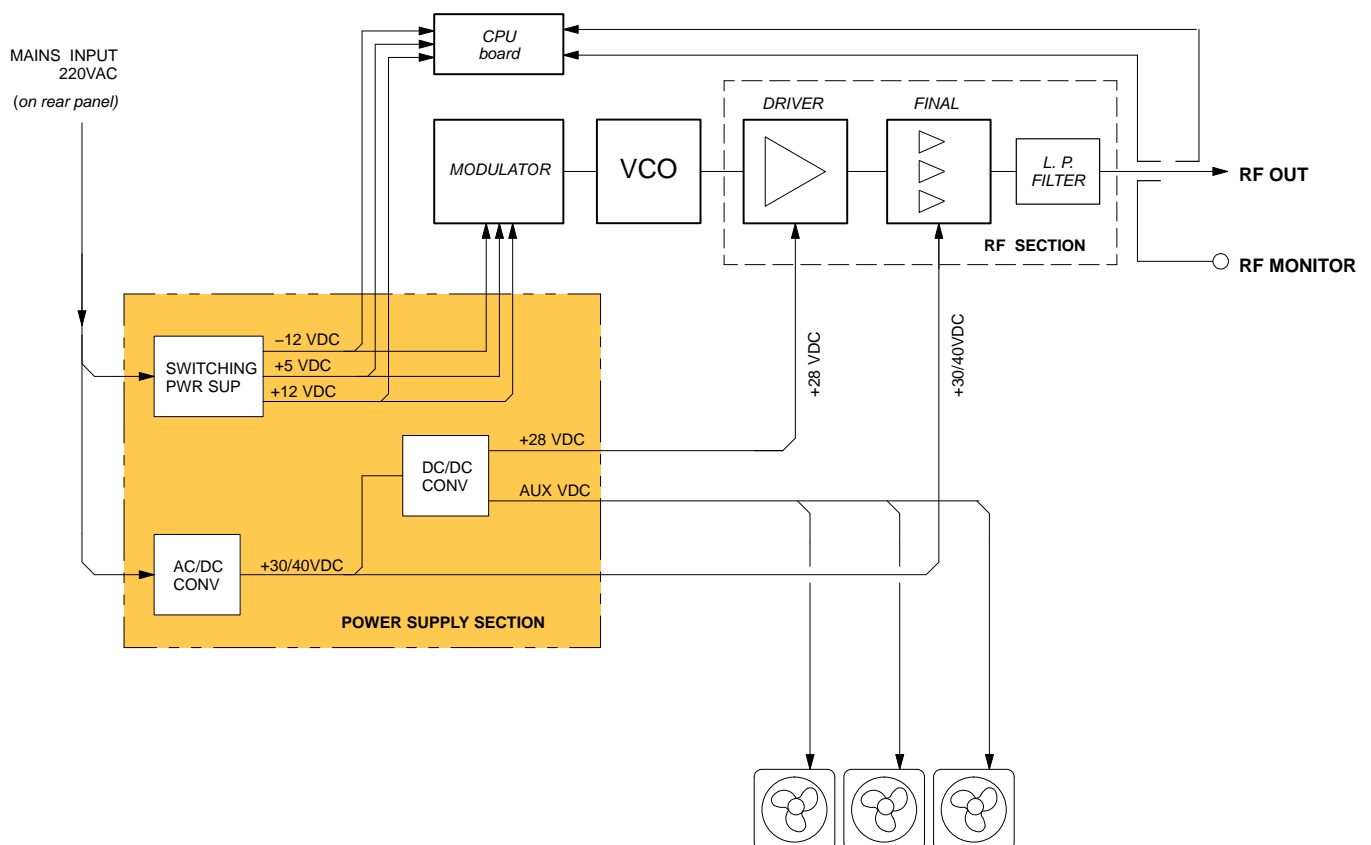 CPU
board
MAINS INPUT
220VAC
(on rear panel)
DRIVER
FINAL
MODULATOR
VCO
L. P.
FILTER
RF OUT
RF SECTION
RF MONITOR
–12 VDC
SWITCHING
PWR SUP
+5 VDC
+12 VDC
+28 VDC
+30/40VDC
+28 VDC
DC/DC
CONV
AUX VDC
AC/DC
CONV
+30/40VDC
POWER SUPPLY SECTION